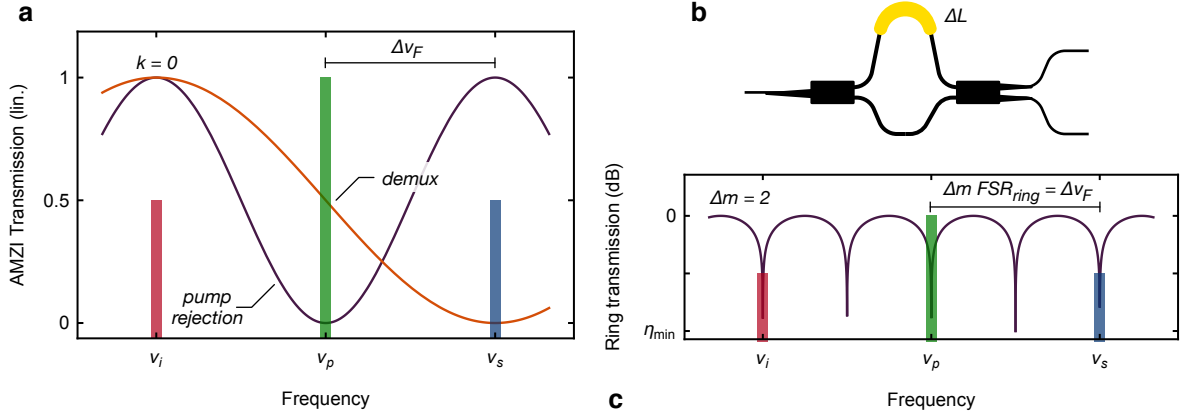 a
AMZI Transmission (lin.)
1
0.5
0
k = 0
Δν_F
demux
pump
rejection
ν_i
ν_p
ν_s
Frequency
b
ΔL
Ring transmission (dB)
0
η_min
Δm = 2
Δm FSR_ring = Δν_F
ν_i
ν_p
ν_s
Frequency
c